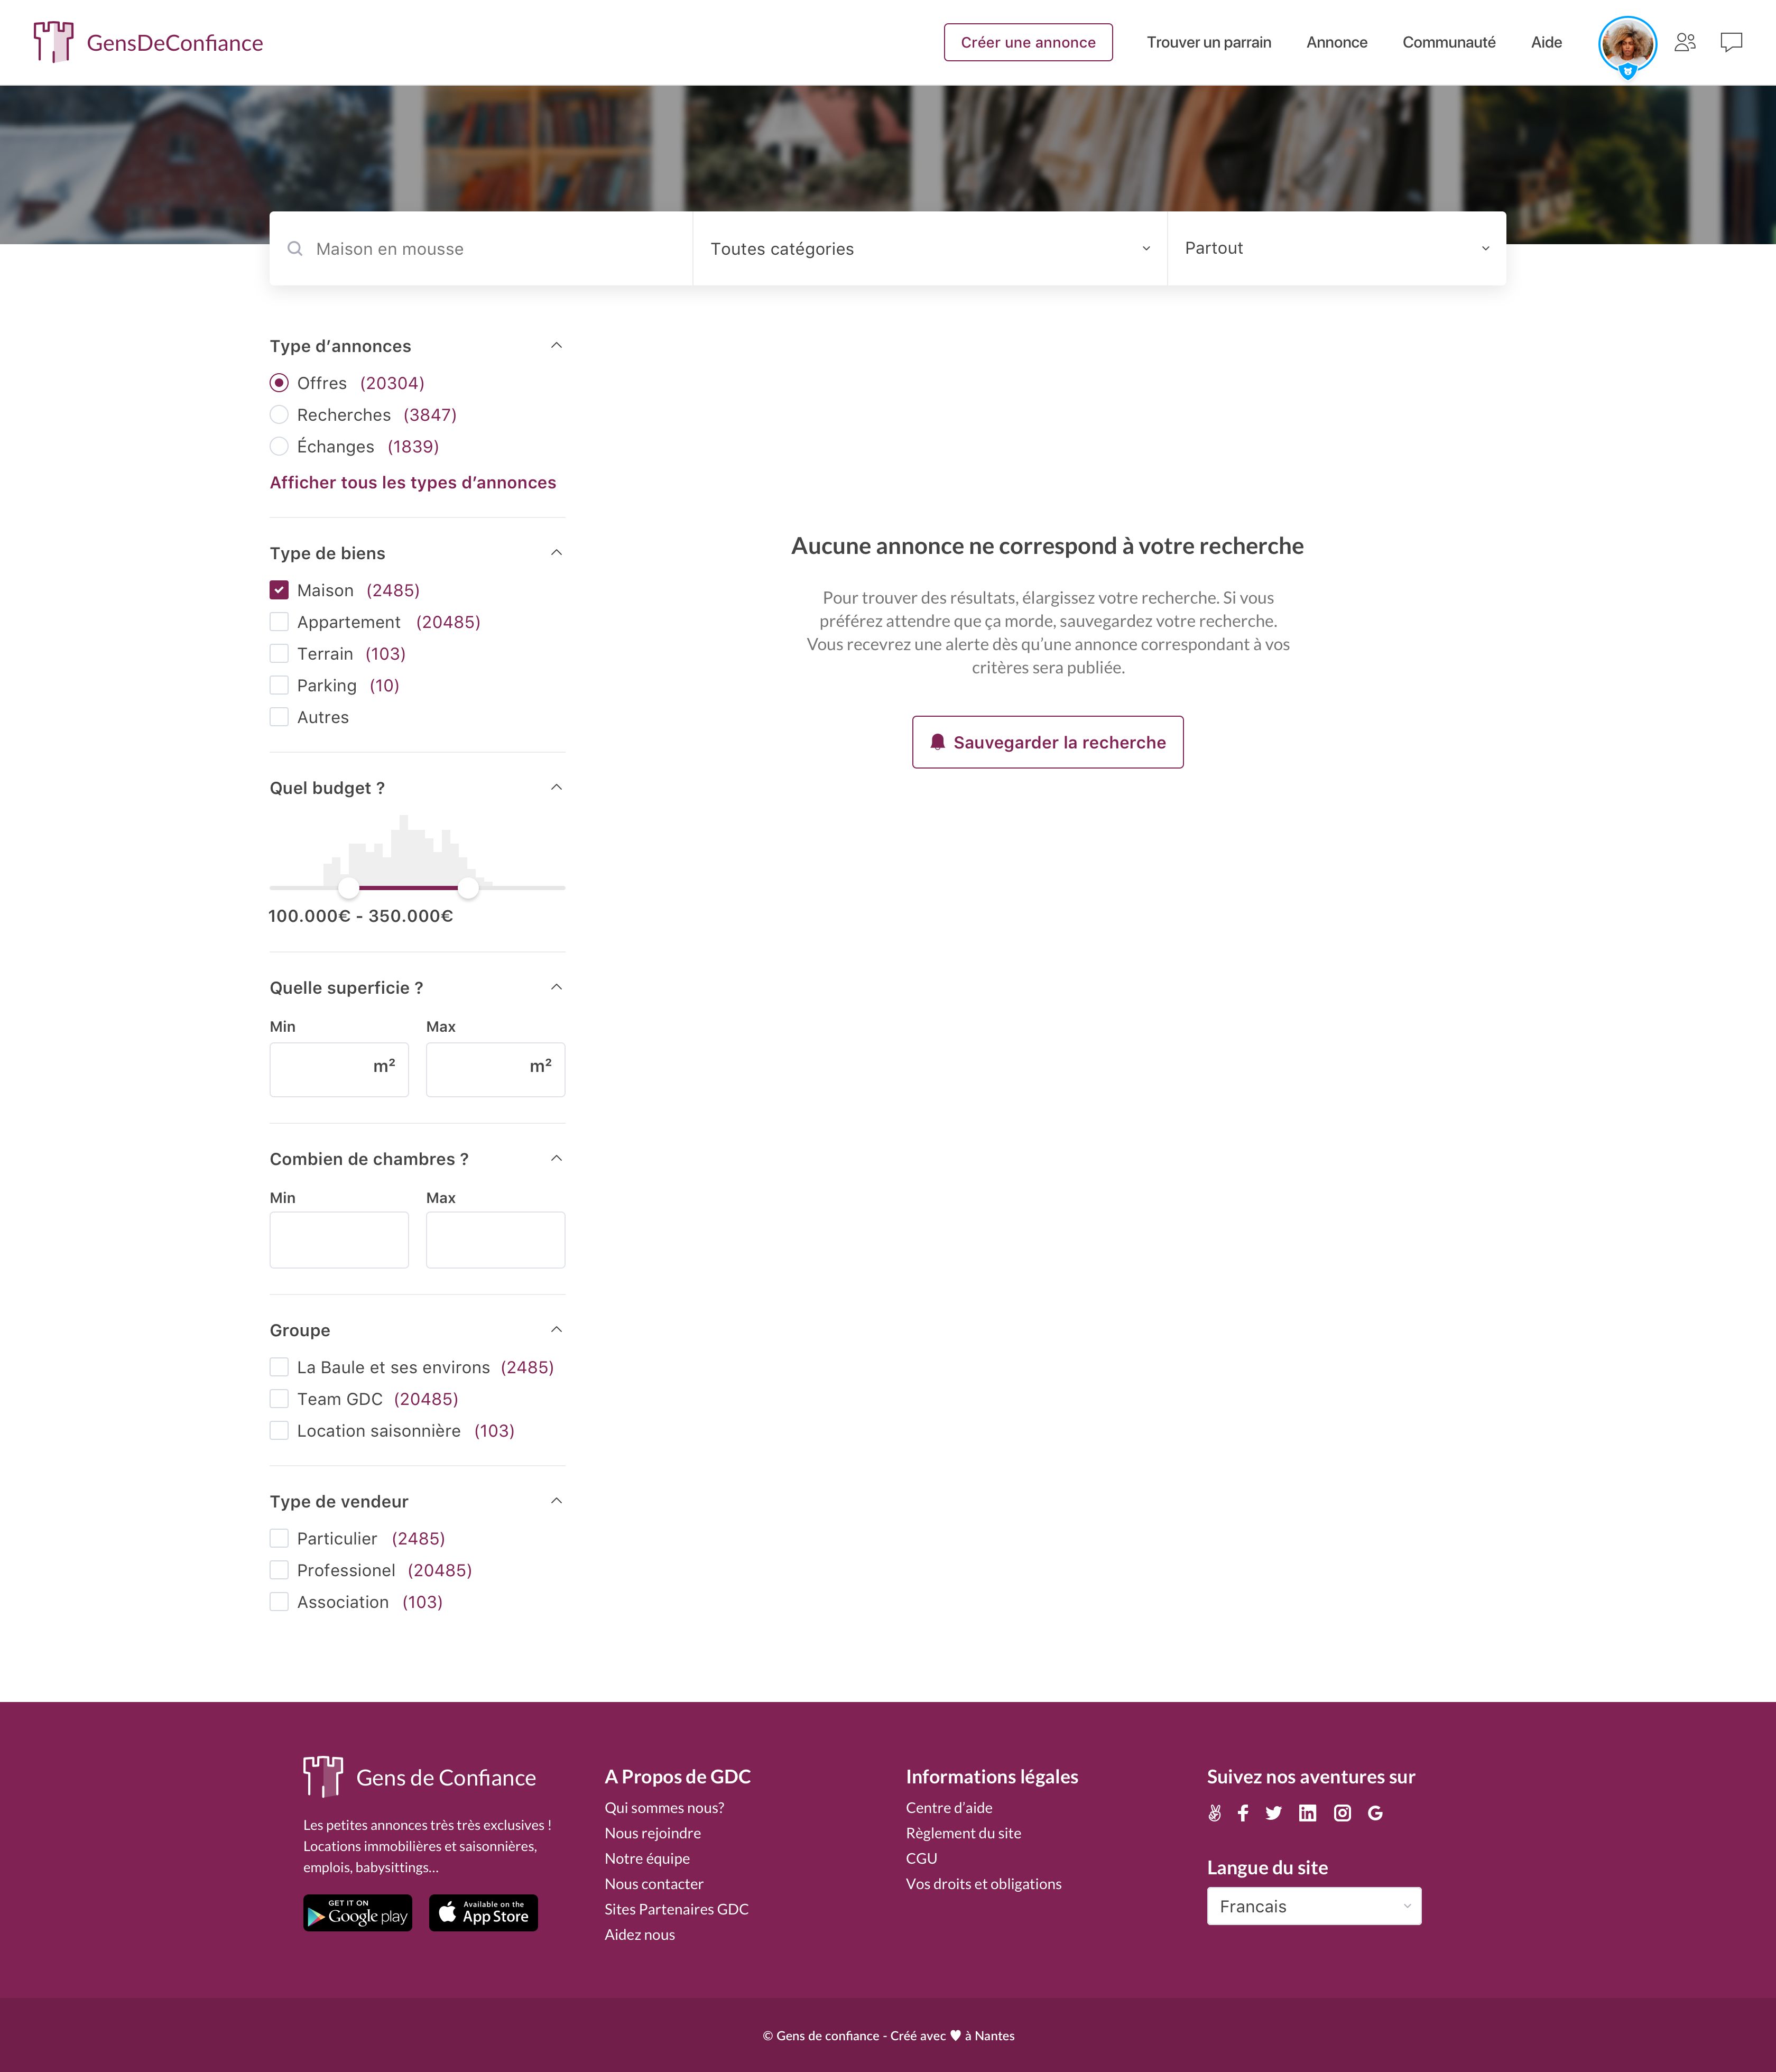 GensDeConfiance
Créer une annonce
Trouver un parrain
Annonce
Communauté
Aide
Maison en mousse
Toutes catégories
Partout
Type d’annonces
Offres (20304)
Recherches (3847)
Échanges (1839)
Afficher tous les types d’annonces
Type de biens
Maison (2485)
Appartement (20485)
Terrain (103)
Parking (10)
Autres
Quel budget ?
100.000€ - 350.000€
Quelle superficie ?
Min
Max
m²
m²
Combien de chambres ?
Min
Max
Groupe
La Baule et ses environs (2485)
Team GDC (20485)
Location saisonnière (103)
Type de vendeur
Particulier (2485)
Professionel (20485)
Association (103)
Aucune annonce ne correspond à votre recherche
Pour trouver des résultats, élargissez votre recherche. Si vous
préférez attendre que ça morde, sauvegardez votre recherche.
Vous recevrez une alerte dès qu’une annonce correspondant à vos
critères sera publiée.
Sauvegarder la recherche
Gens de Confiance
Les petites annonces très très exclusives !
Locations immobilières et saisonnières,
emplois, babysittings...
GET IT ON
Google play
Available on the
App Store
A Propos de GDC
Qui sommes nous?
Nous rejoindre
Notre équipe
Nous contacter
Sites Partenaires GDC
Aidez nous
Informations légales
Centre d’aide
Règlement du site
CGU
Vos droits et obligations
Suivez nos aventures sur
Langue du site
Francais
© Gens de confiance - Créé avec ♥ à Nantes